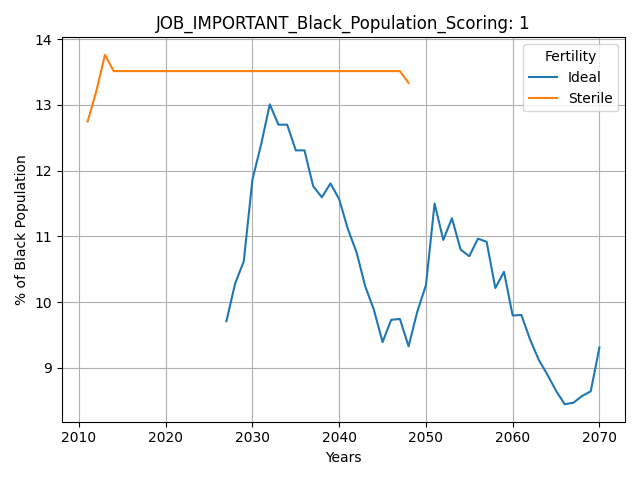 JOB_IMPORTANT_Black_Population_Scoring: 1
14
13
12
11
10
9
% of Black Population
Fertility
Ideal
Sterile
2010 2020 2030 2040 2050 2060 2070
Years